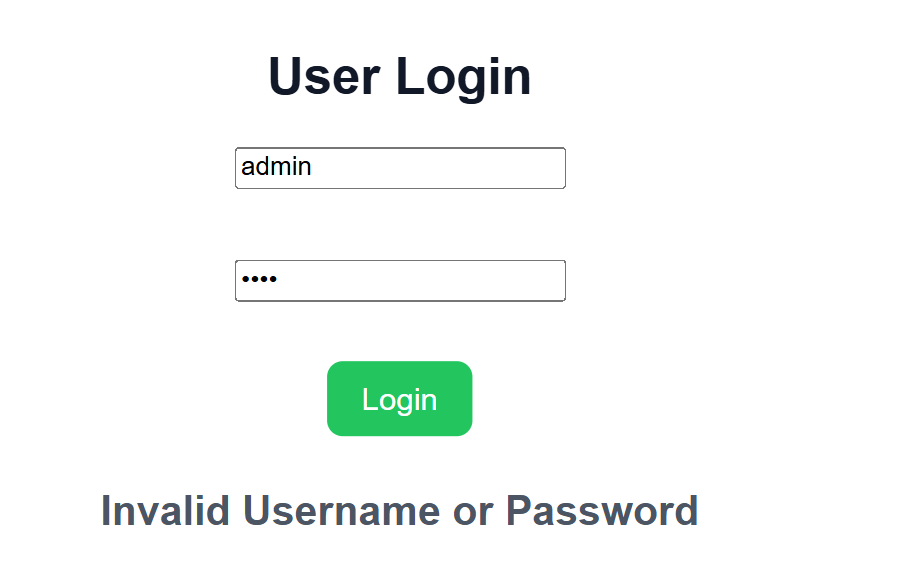 User Login
admin
••••
Login
Invalid Username or Password